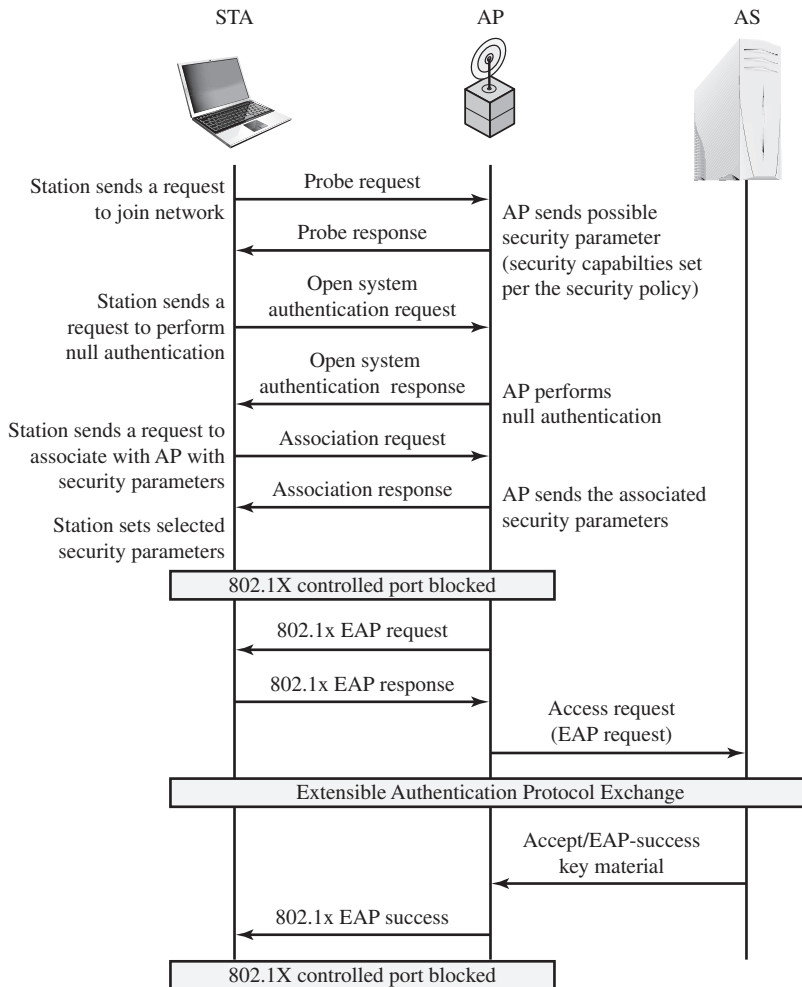 STA
AP
AS
Station sends a request
to join network
Probe request
Probe response
AP sends possible
security parameter
(security capabilties set
per the security policy)
Station sends a
request to perform
null authentication
Open system
authentication request
Open system
authentication response
AP performs
null authentication
Station sends a request to
associate with AP with
security parameters
Association request
Association response
AP sends the associated
security parameters
Station sets selected
security parameters
802.1X controlled port blocked
802.1x EAP request
802.1x EAP response
Access request
(EAP request)
Extensible Authentication Protocol Exchange
Accept/EAP-success
key material
802.1x EAP success
802.1X controlled port blocked